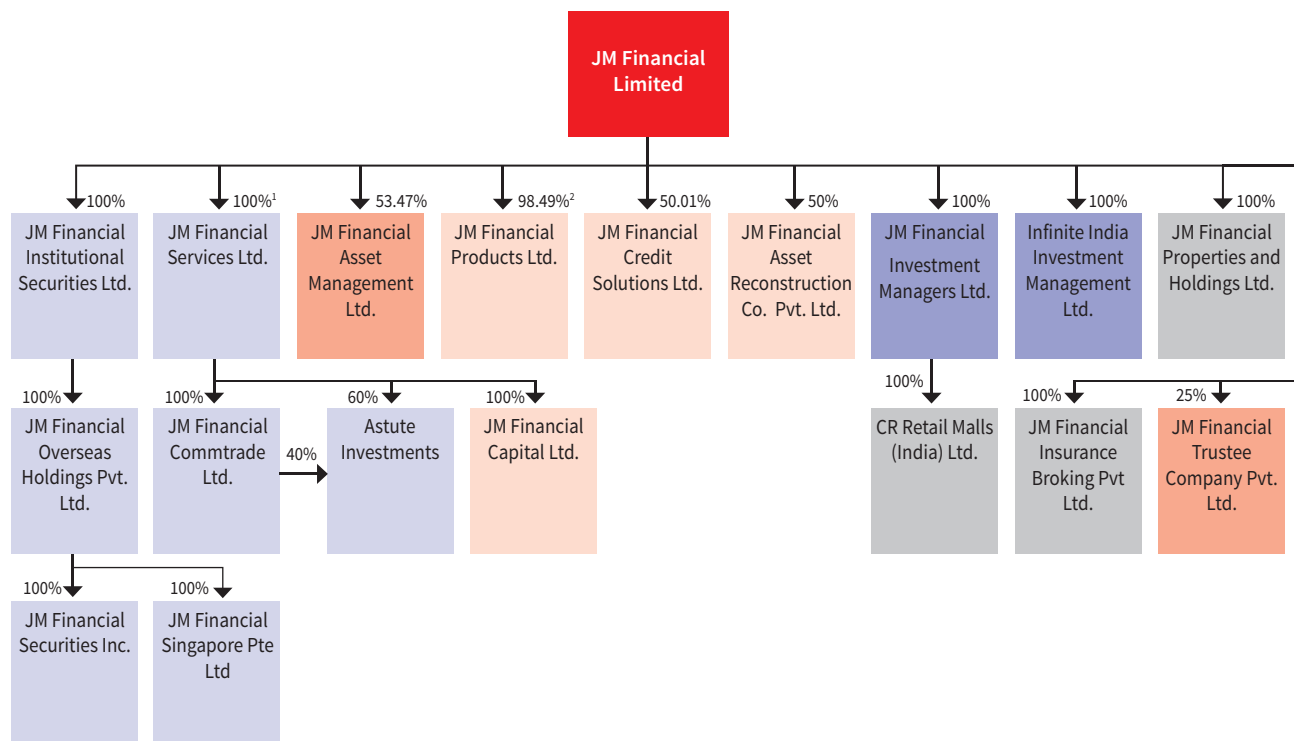 JM Financial
Limited
100%
100%1
53.47%
98.49%2
50.01%
50%
100%
100%
100%
JM Financial
Institutional
Securities Ltd.
JM Financial
Services Ltd.
JM Financial
Asset
Management
Ltd.
JM Financial
Products Ltd.
JM Financial
Credit
Solutions Ltd.
JM Financial
Asset
Reconstruction
Co. Pvt. Ltd.
JM Financial
Investment
Managers Ltd.
Infinite India
Investment
Management
Ltd.
JM Financial
Properties and
Holdings Ltd.
100%
100%
60%
100%
100%
100%
25%
JM Financial
Overseas
Holdings Pvt.
Ltd.
JM Financial
Commtrade
Ltd.
40%
Astute
Investments
JM Financial
Capital Ltd.
CR Retail Malls
(India) Ltd.
JM Financial
Insurance
Broking Pvt
Ltd.
JM Financial
Trustee
Company Pvt.
Ltd.
100%
100%
JM Financial
Securities Inc.
JM Financial
Singapore Pte
Ltd